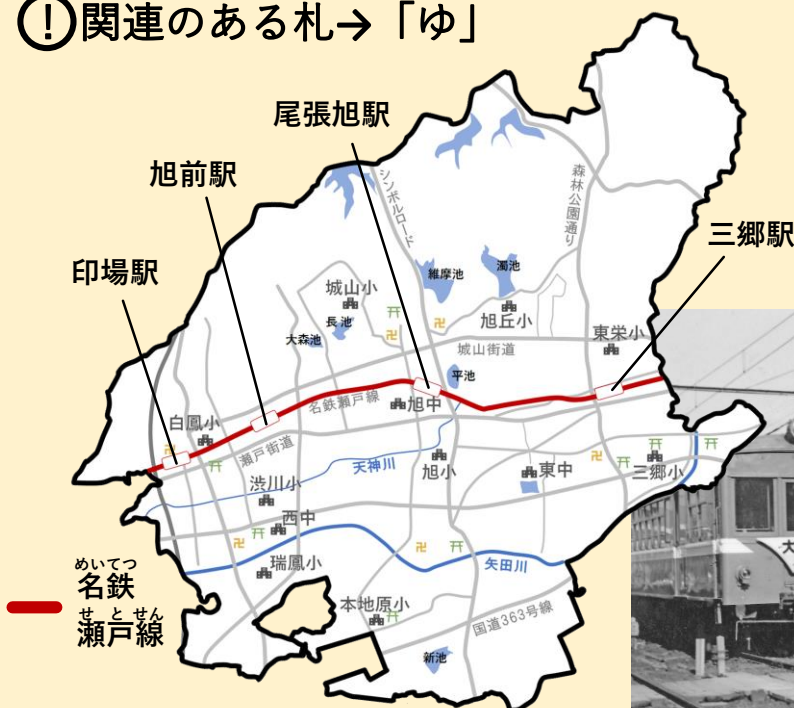 ！関連のある札→「ゆ」
尾張旭駅
旭前駅
シンボルロード
森林公園通り
三郷駅
印場駅
維摩池
濁池
城山小
長池
旭丘小
大森池
東栄小
城山街道
平池
名鉄瀬戸線
旭中
白鳳小
瀬戸街道
天神川
旭小
東中
三郷小
渋川小
西中
矢田川
瑞鳳小
めいてつ
名鉄
せとせん
瀬戸線
本地原小
国道363号線
新池
大